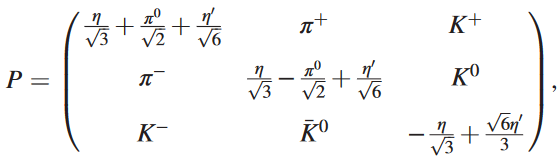 P = ( η/√3 + π⁰/√2 + η′/√6 π⁺ K⁺
π⁻ η/√3 − π⁰/√2 + η′/√6 K⁰
K⁻ K̄⁰ −η/√3 + √6η′/3 ),